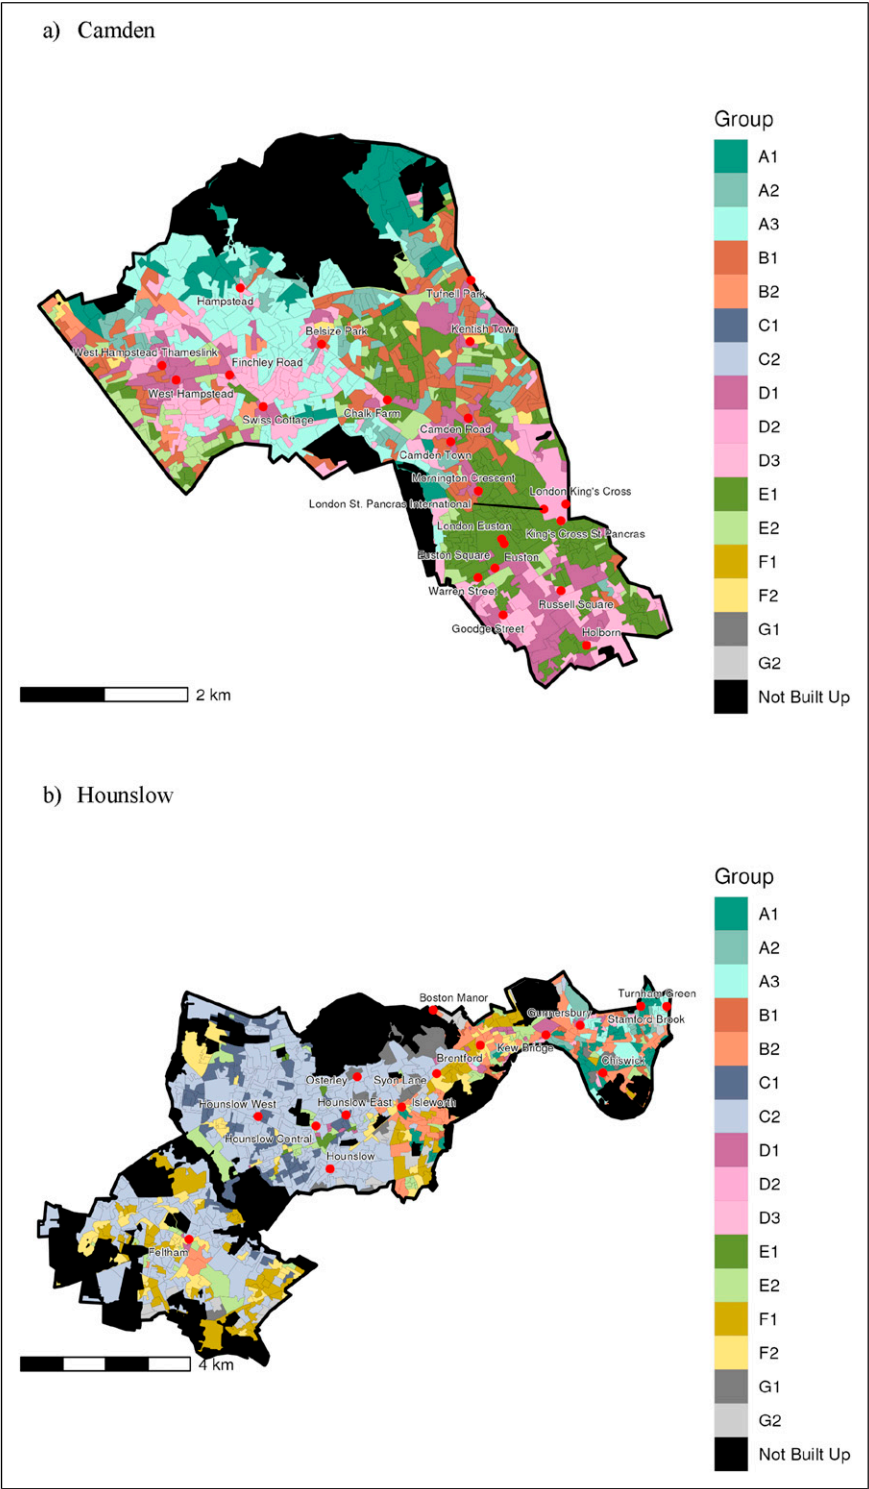 a) Camden
Group
A1
A2
A3
B1
B2
C1
C2
D1
D2
D3
E1
E2
F1
F2
G1
G2
Not Built Up
Hampstead
Tufnell Park
Belsize Park
Kentish Town
West Hampstead Thameslink
Finchley Road
West Hampstead
Swiss Cottage
Chalk Farm
Camden Road
Camden Town
Mornington Crescent
London King's Cross
London St. Pancras International
London Euston
King's Cross St Pancras
Euston Square
Euston
Warren Street
Russell Square
Goodge Street
Holborn
2 km
b) Hounslow
Group
A1
A2
A3
B1
B2
C1
C2
D1
D2
D3
E1
E2
F1
F2
G1
G2
Not Built Up
Boston Manor
Turnham Green
Gunnersbury
Stamford Brook
Kew Bridge
Brentford
Chiswick
Osterley
Syon Lane
Hounslow West
Hounslow East
Isleworth
Hounslow Central
Hounslow
Feltham
4 km